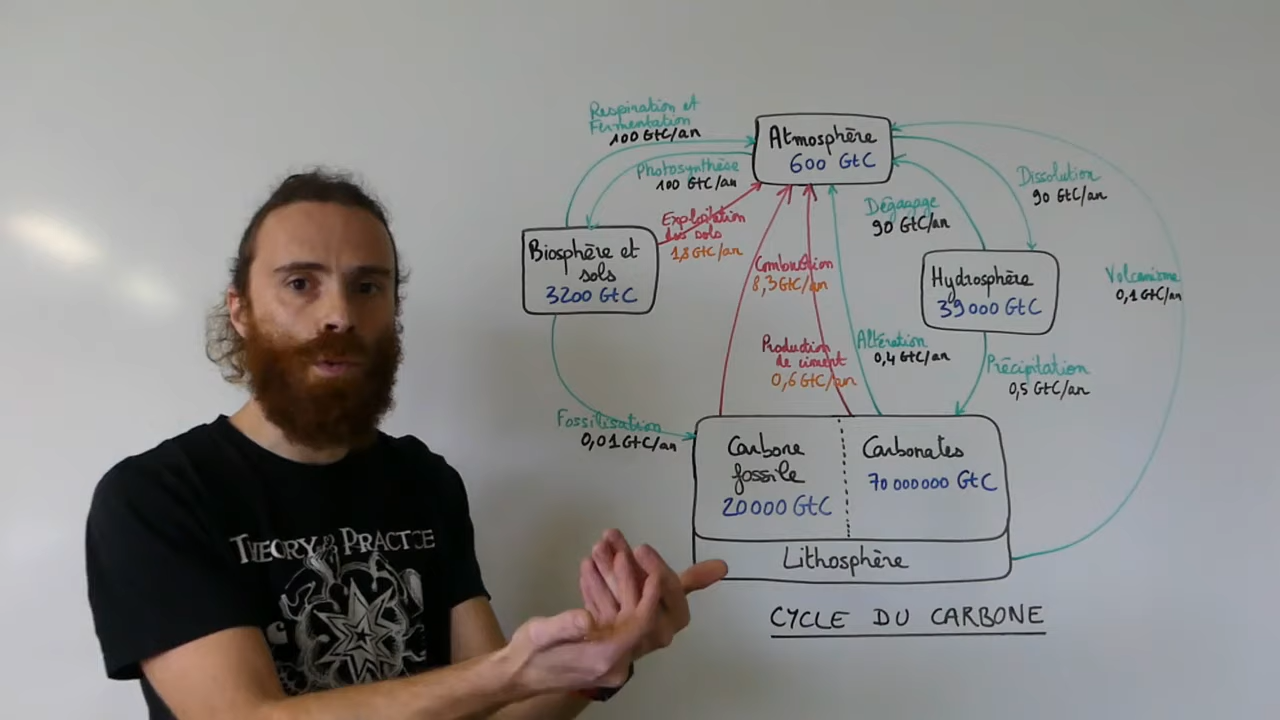 Respiration et
Fermentation
100 GtC/an
Atmosphère
600 GtC
Photosynthèse
100 GtC/an
Dissolution
90 GtC/an
Dégazage
90 GtC/an
Exploitation
des sols
1,8 GtC/an
Biosphère et
sols
3200 GtC
Combustion
8,3 GtC/an
Hydrosphère
39 000 GtC
Volcanisme
0,1 GtC/an
Production
de ciment
0,6 GtC/an
Altération
0,4 GtC/an
Précipitation
0,5 GtC/an
Fossilisation
0,01 GtC/an
Carbone
fossile
20 000 GtC
Carbonates
70 000 000 GtC
Lithosphère
CYCLE DU CARBONE
THEORY PRACTICE